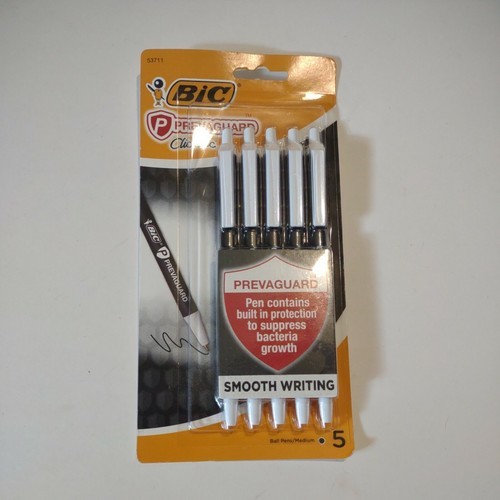 53711
BiC
P PREVAGUARD
Clic
BiC P PREVAGUARD
PREVAGUARD
Pen contains
built in protection
to suppress
bacteria
growth
SMOOTH WRITING
Ball Pens/Medium 5